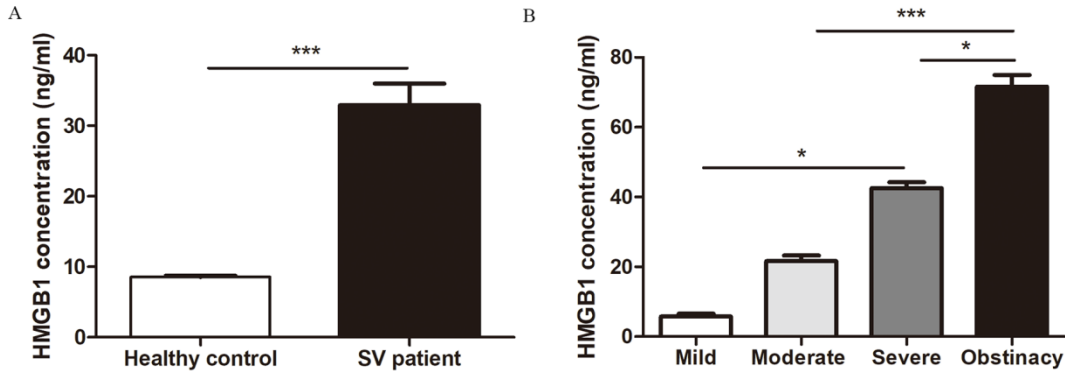 A
HMGB1 concentration (ng/ml)
40
30
20
10
0
***
Healthy control
SV patient
B
HMGB1 concentration (ng/ml)
80
60
40
20
0
***
*
*
Mild
Moderate
Severe
Obstinacy